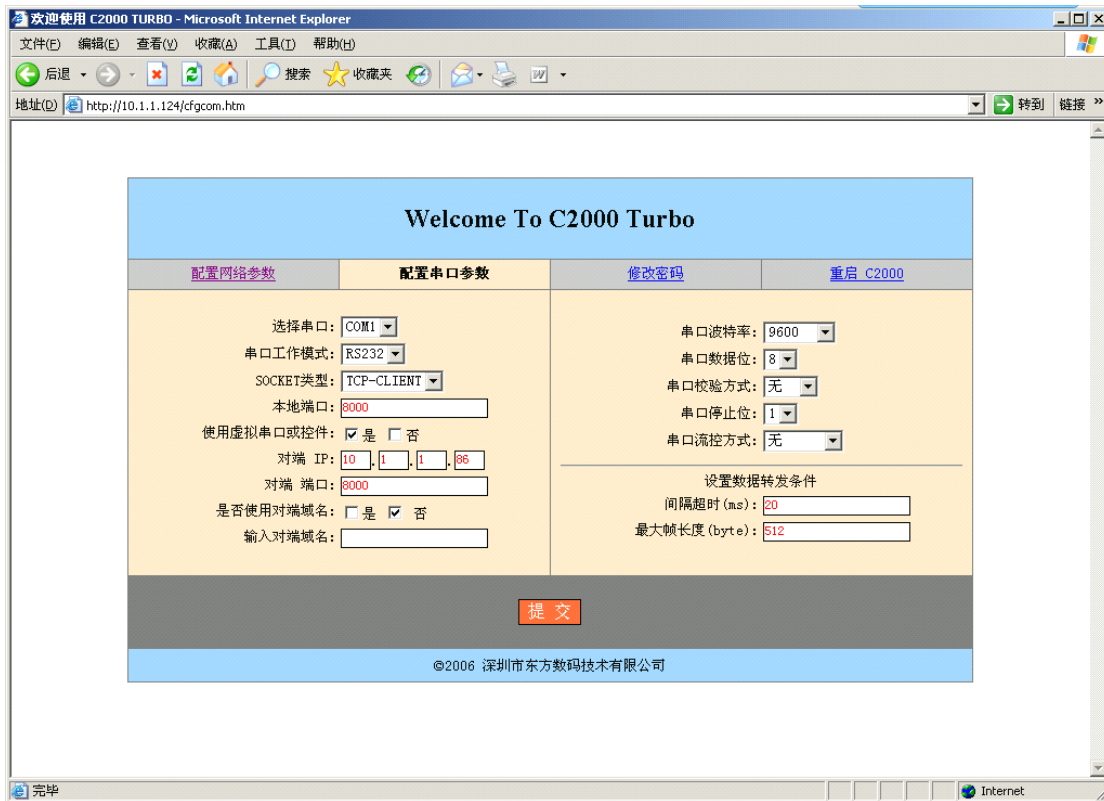 欢迎使用 C2000 TURBO - Microsoft Internet Explorer
文件(F) 编辑(E) 查看(V) 收藏(A) 工具(T) 帮助(H)
后退 搜索 收藏夹
地址(D) http://10.1.1.124/cfgcom.htm 转到 链接 »
Welcome To C2000 Turbo
配置网络参数 配置串口参数 修改密码 重启 C2000
选择串口: COM1
串口工作模式: RS232
SOCKET类型: TCP-CLIENT
本地端口: 8000
使用虚拟串口或控件: 是 否
对端 IP: 10 . 1 . 1 . 86
对端 端口: 8000
是否使用对端域名: 是 否
输入对端域名:
串口波特率: 9600
串口数据位: 8
串口校验方式: 无
串口停止位: 1
串口流控方式: 无
设置数据转发条件
间隔超时(ms): 20
最大帧长度(byte): 512
提 交
©2006 深圳市东方数码技术有限公司
完毕 Internet